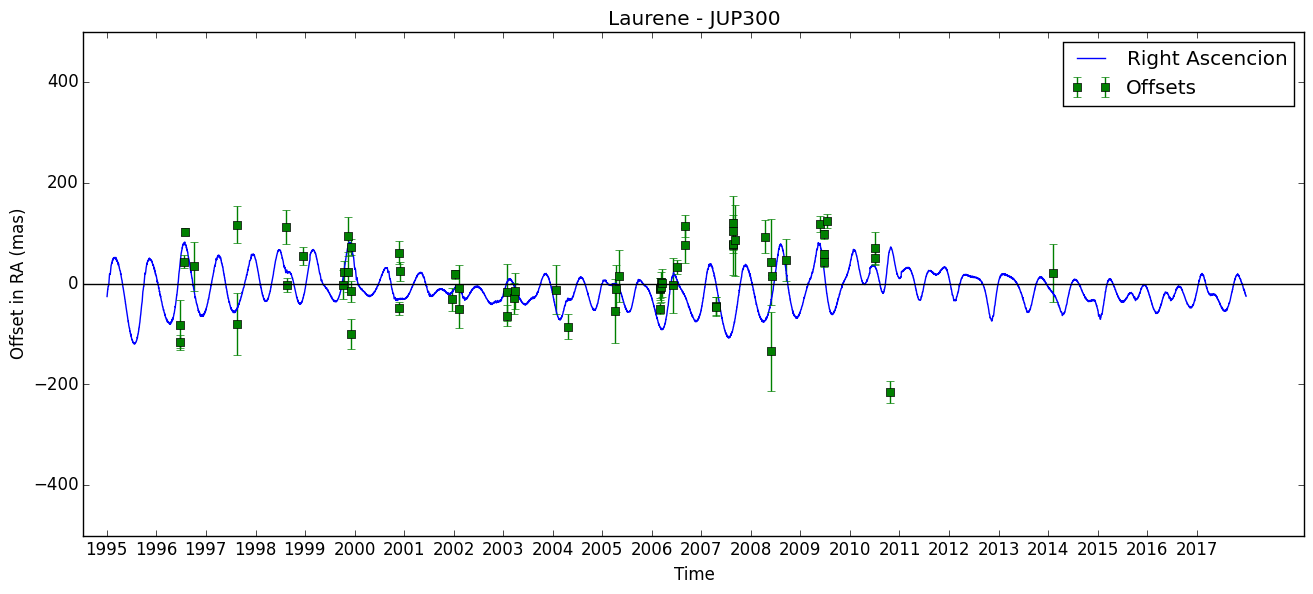 Laurene - JUP300
Right Ascencion
Offsets
400
200
0
−200
−400
Offset in RA (mas)
1995 1996 1997 1998 1999 2000 2001 2002 2003 2004 2005 2006 2007 2008 2009 2010 2011 2012 2013 2014 2015 2016 2017
Time